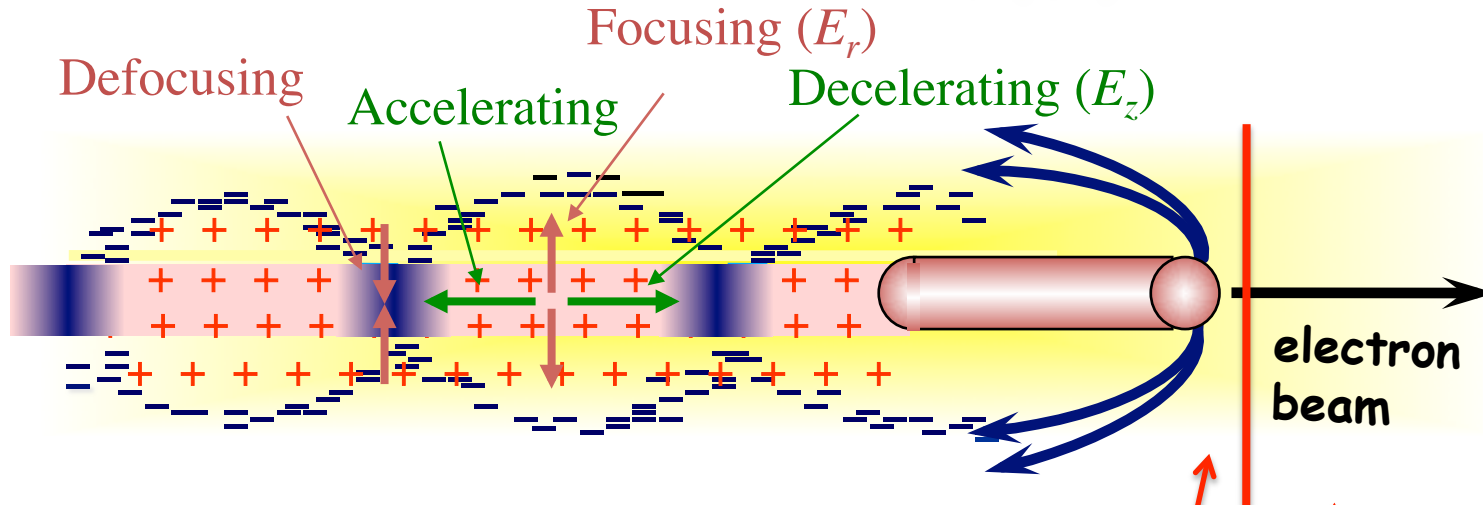 Focusing (E_r)
Defocusing
Accelerating
Decelerating (E_z)
electron
beam